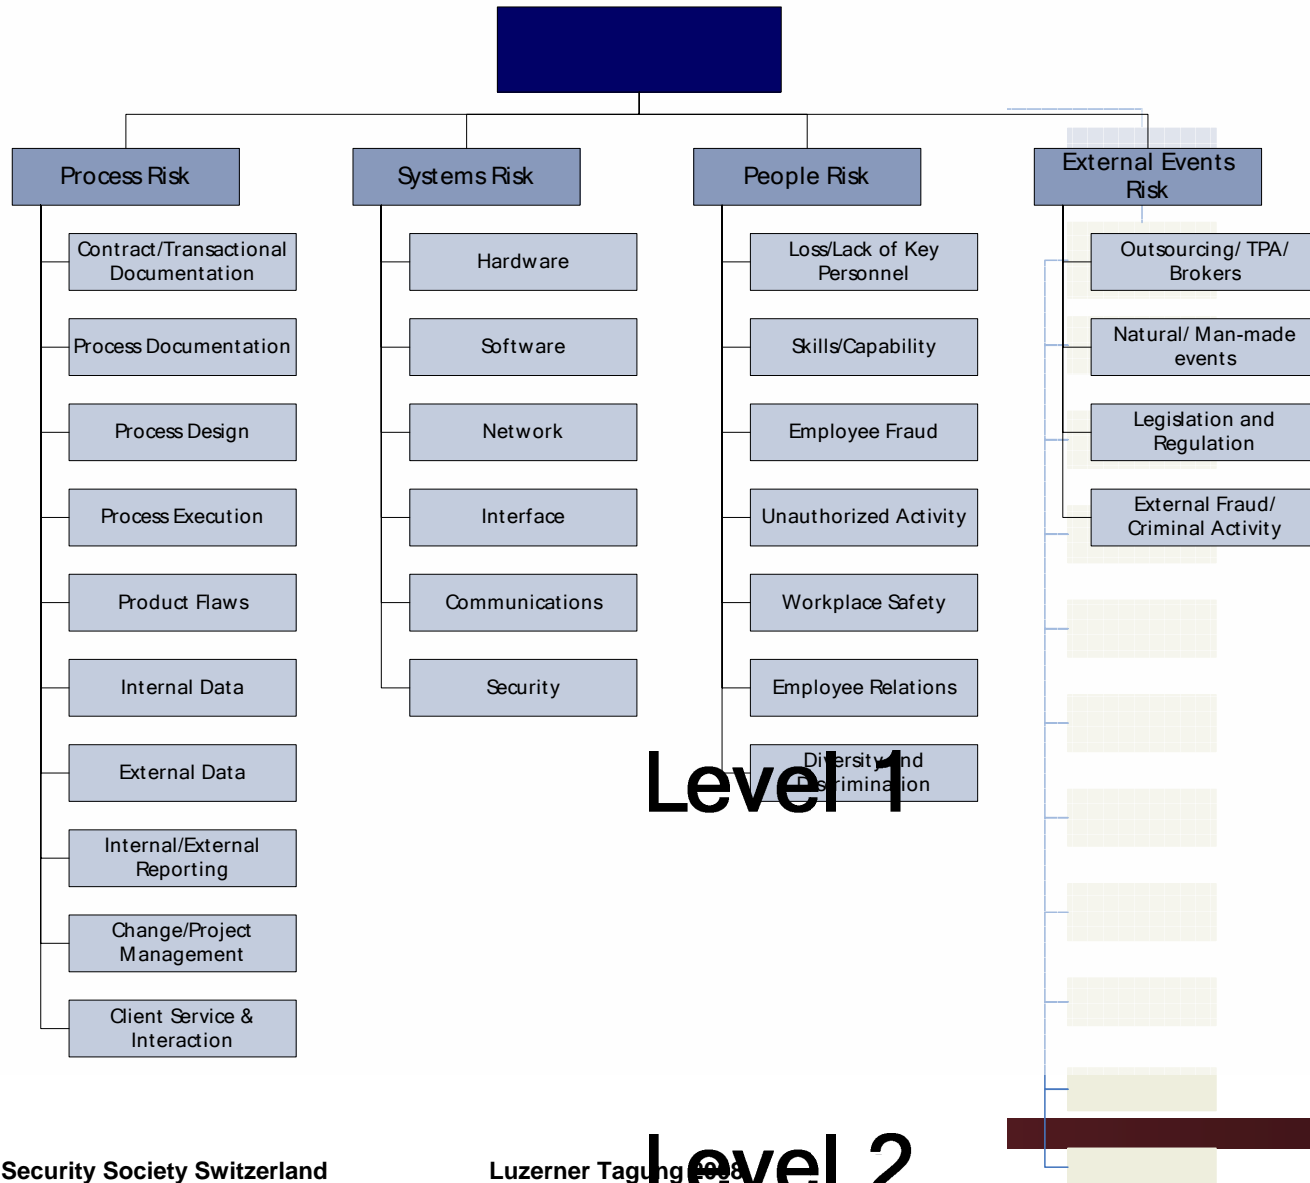 Process Risk
Systems Risk
People Risk
External Events
Risk
Contract/Transactional
Documentation
Process Documentation
Process Design
Process Execution
Product Flaws
Internal Data
External Data
Internal/External
Reporting
Change/Project
Management
Client Service &
Interaction
Hardware
Software
Network
Interface
Communications
Security
Loss/Lack of Key
Personnel
Skills/Capability
Employee Fraud
Unauthorized Activity
Workplace Safety
Employee Relations
Diversity and
Discrimination
Outsourcing/ TPA/
Brokers
Natural/ Man-made
events
Legislation and
Regulation
External Fraud/
Criminal Activity
Level 1
Level 2
Security Society Switzerland
Luzerner Tagung 2008